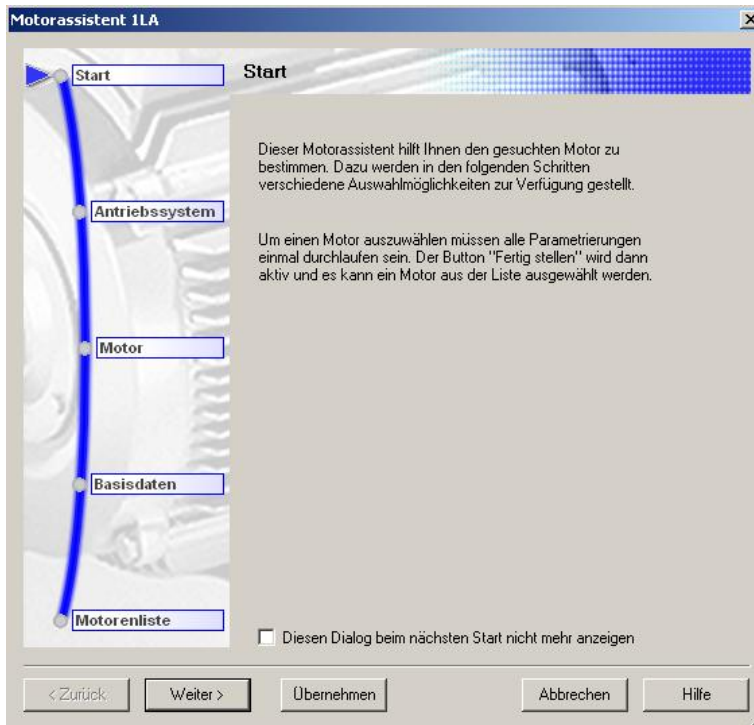 Motorassistent 1LA
Start
Antriebssystem
Motor
Basisdaten
Motorenliste
Start
Dieser Motorassistent hilft Ihnen den gesuchten Motor zu
bestimmen. Dazu werden in den folgenden Schritten
verschiedene Auswahlmöglichkeiten zur Verfügung gestellt.
Um einen Motor auszuwählen müssen alle Parametrierungen
einmal durchlaufen sein. Der Button "Fertig stellen" wird dann
aktiv und es kann ein Motor aus der Liste ausgewählt werden.
Diesen Dialog beim nächsten Start nicht mehr anzeigen
< Zurück
Weiter >
Übernehmen
Abbrechen
Hilfe